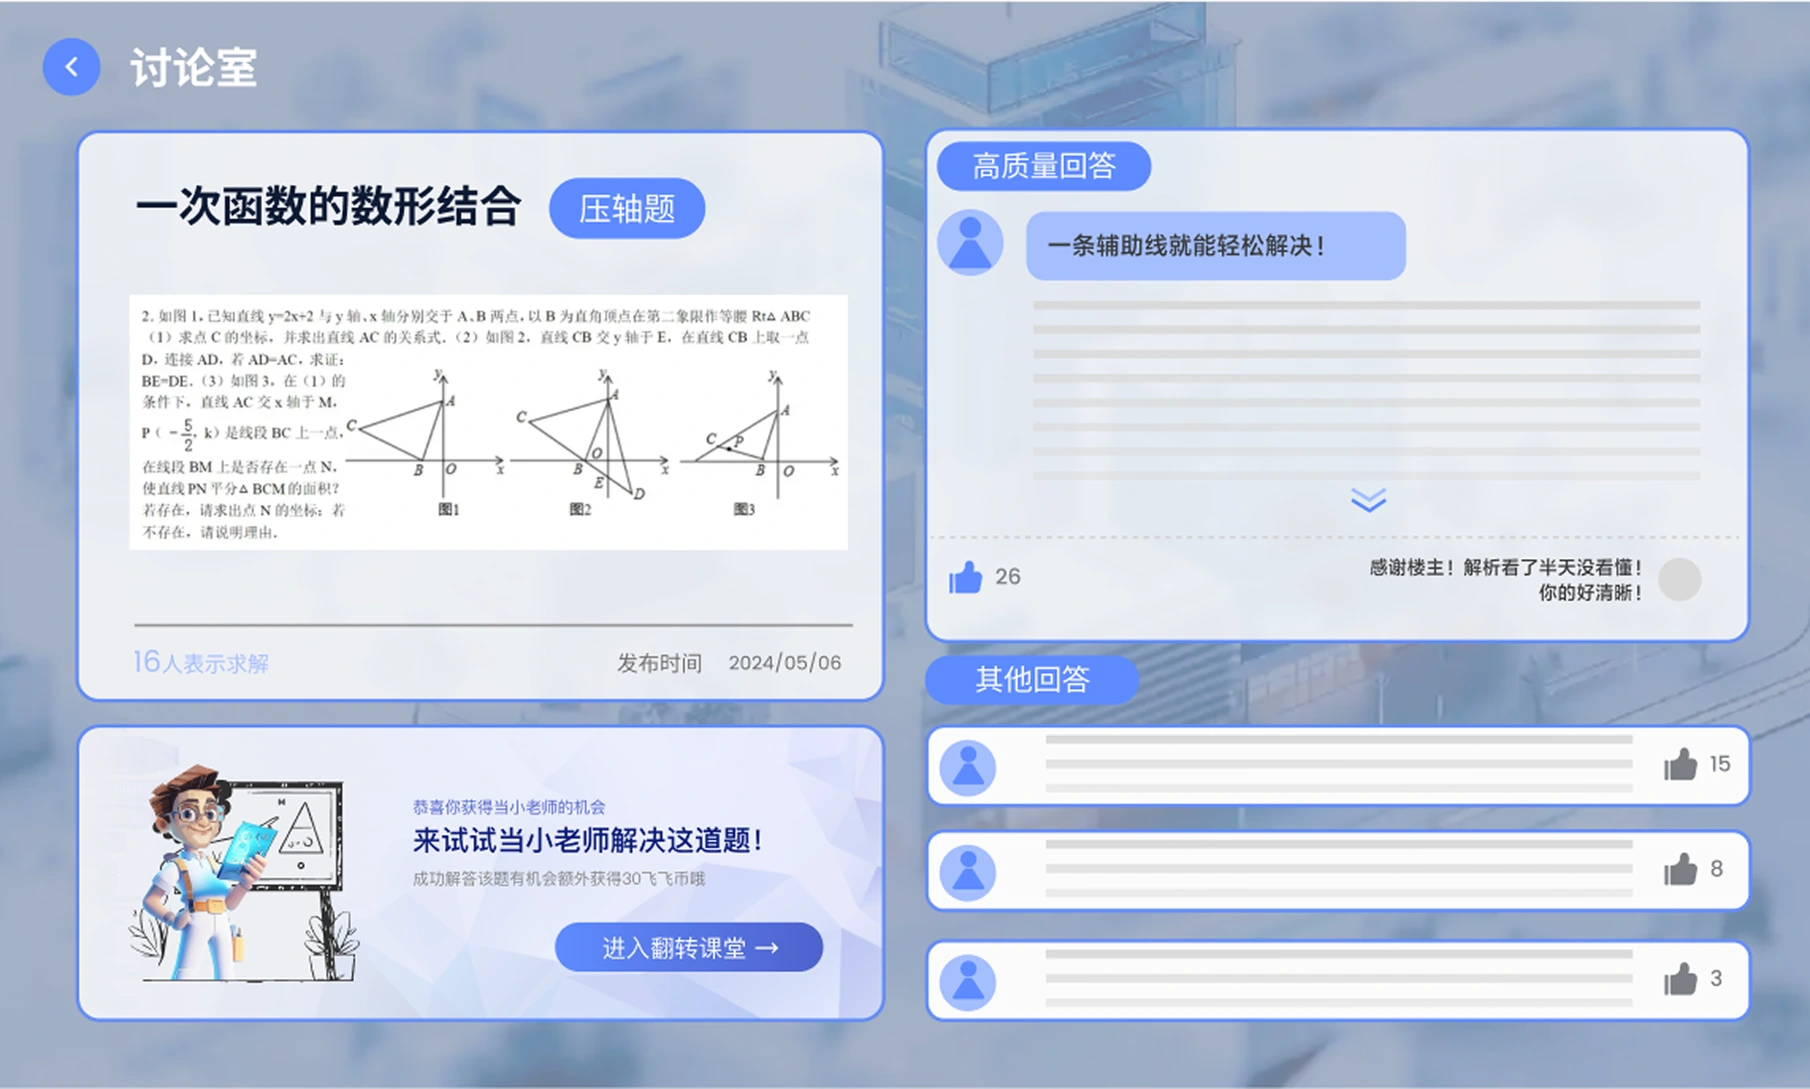 讨论室
一次函数的数形结合 压轴题
2. 如图 1, 已知直线 y=2x+2 与 y 轴、x 轴分别交于 A、B 两点, 以 B 为直角顶点在第二象限作等腰 Rt△ ABC
（1）求点 C 的坐标, 并求出直线 AC 的关系式.（2）如图 2, 直线 CB 交 y 轴于 E, 在直线 CB 上取一点
D, 连接 AD, 若 AD=AC, 求证:
BE=DE.（3）如图 3, 在（1）的
条件下, 直线 AC 交 x 轴于 M,
P（ −5/2, k）是线段 BC 上一点,
在线段 BM 上是否存在一点 N,
使直线 PN 平分△ BCM 的面积?
若存在, 请求出点 N 的坐标; 若
不存在, 请说明理由.
y A C B O x
图1
y A C O B x E D
图2
y A C P B O x
图3
16人表示求解
发布时间 2024/05/06
恭喜你获得当小老师的机会
来试试当小老师解决这道题！
成功解答该题有机会额外获得30飞飞币哦
进入翻转课堂 →
高质量回答
一条辅助线就能轻松解决！
26
感谢楼主！解析看了半天没看懂！
你的好清晰！
其他回答
15
8
3